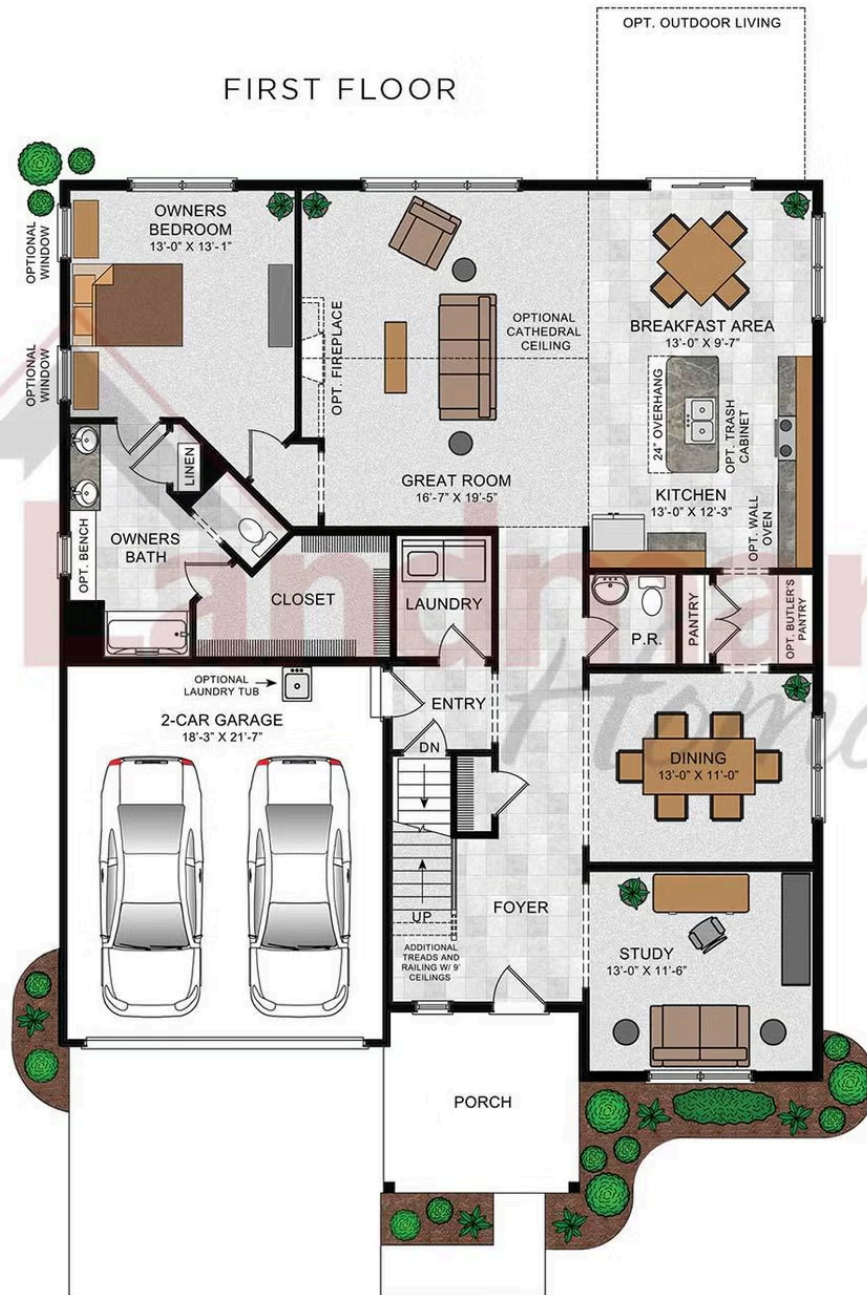 OPT. OUTDOOR LIVING
FIRST FLOOR
OWNERS
BEDROOM
13'-0" X 13'-1"
OPTIONAL
WINDOW
OPTIONAL
WINDOW
OPT. FIREPLACE
OPTIONAL
CATHEDRAL
CEILING
BREAKFAST AREA
13'-0" X 9'-7"
24" OVERHANG
OPT. TRASH
CABINET
GREAT ROOM
16'-7" X 19'-5"
KITCHEN
13'-0" X 12'-3"
OPT. WALL
OVEN
LINEN
OWNERS
BATH
OPT. BENCH
CLOSET
LAUNDRY
P.R.
PANTRY
OPT. BUTLER'S
PANTRY
Landmar
Homo
OPTIONAL
LAUNDRY TUB
2-CAR GARAGE
18'-3" X 21'-7"
ENTRY
DN
DINING
13'-0" X 11'-0"
UP
FOYER
ADDITIONAL
TREADS AND
RAILING W/ 9'
CEILINGS
STUDY
13'-0" X 11'-6"
PORCH